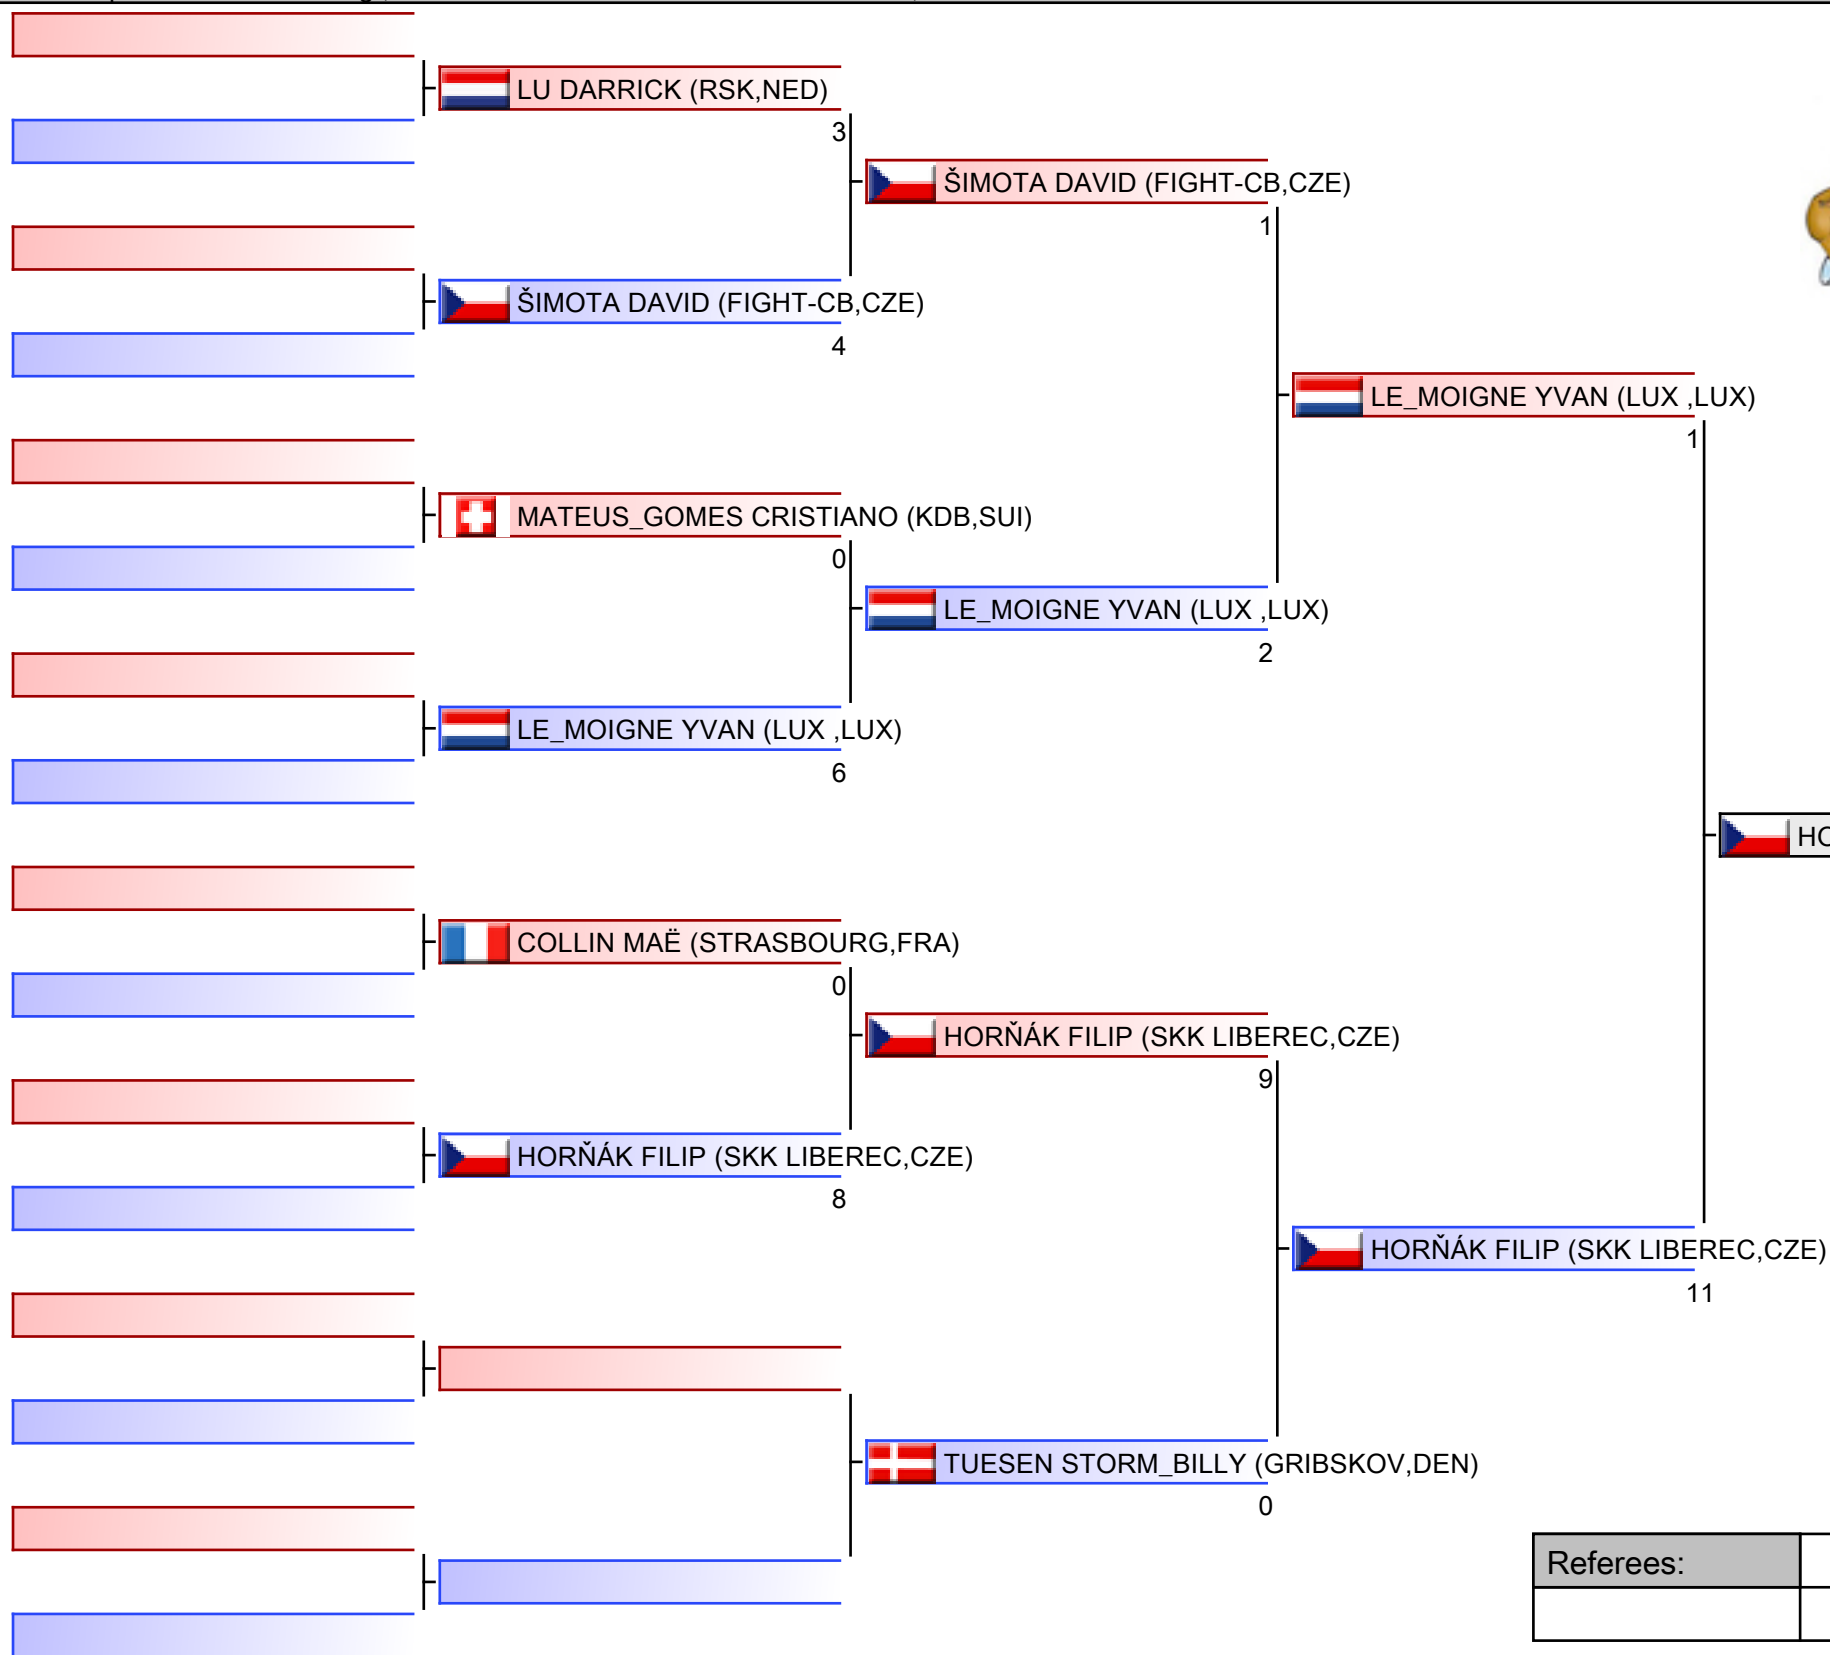 LU DARRICK (RSK,NED)
3
ŠIMOTA DAVID (FIGHT-CB,CZE)
1
ŠIMOTA DAVID (FIGHT-CB,CZE)
4
LE_MOIGNE YVAN (LUX ,LUX)
1
MATEUS_GOMES CRISTIANO (KDB,SUI)
0
LE_MOIGNE YVAN (LUX ,LUX)
2
LE_MOIGNE YVAN (LUX ,LUX)
6
HO
COLLIN MAË (STRASBOURG,FRA)
0
HORŇÁK FILIP (SKK LIBEREC,CZE)
9
HORŇÁK FILIP (SKK LIBEREC,CZE)
8
HORŇÁK FILIP (SKK LIBEREC,CZE)
11
TUESEN STORM_BILLY (GRIBSKOV,DEN)
0
Referees: